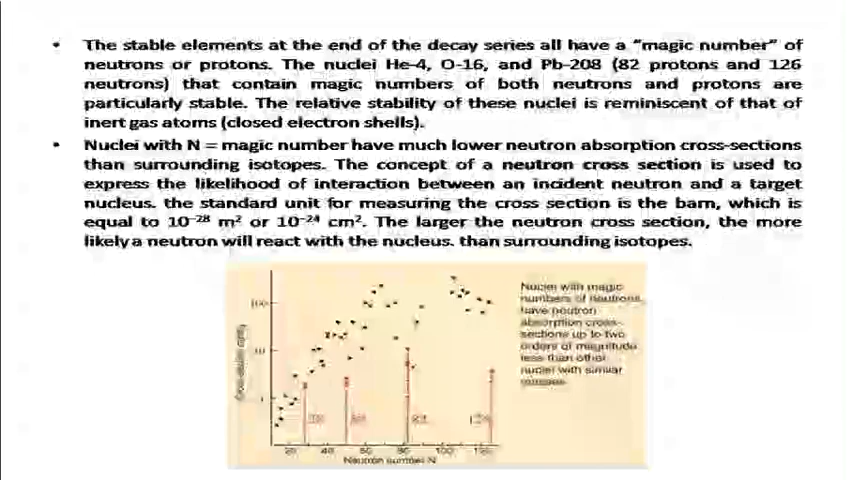 • The stable elements at the end of the decay series all have a "magic number" of
neutrons or protons. The nuclei He-4, O-16, and Pb-208 (82 protons and 126
neutrons) that contain magic numbers of both neutrons and protons are
particularly stable. The relative stability of these nuclei is reminiscent of that of
inert gas atoms (closed electron shells).
• Nuclei with N = magic number have much lower neutron absorption cross-sections
than surrounding isotopes. The concept of a neutron cross section is used to
express the likelihood of interaction between an incident neutron and a target
nucleus. the standard unit for measuring the cross section is the barn, which is
equal to 10⁻²⁸ m² or 10⁻²⁴ cm². The larger the neutron cross section, the more
likely a neutron will react with the nucleus. than surrounding isotopes.
Nuclei with magic
numbers of neutrons
have neutron
absorption cross-
sections up to two
orders of magnitude
less than other
nuclei with similar
masses
100
10
1
20 40 60 80 100 120
Neutron number N